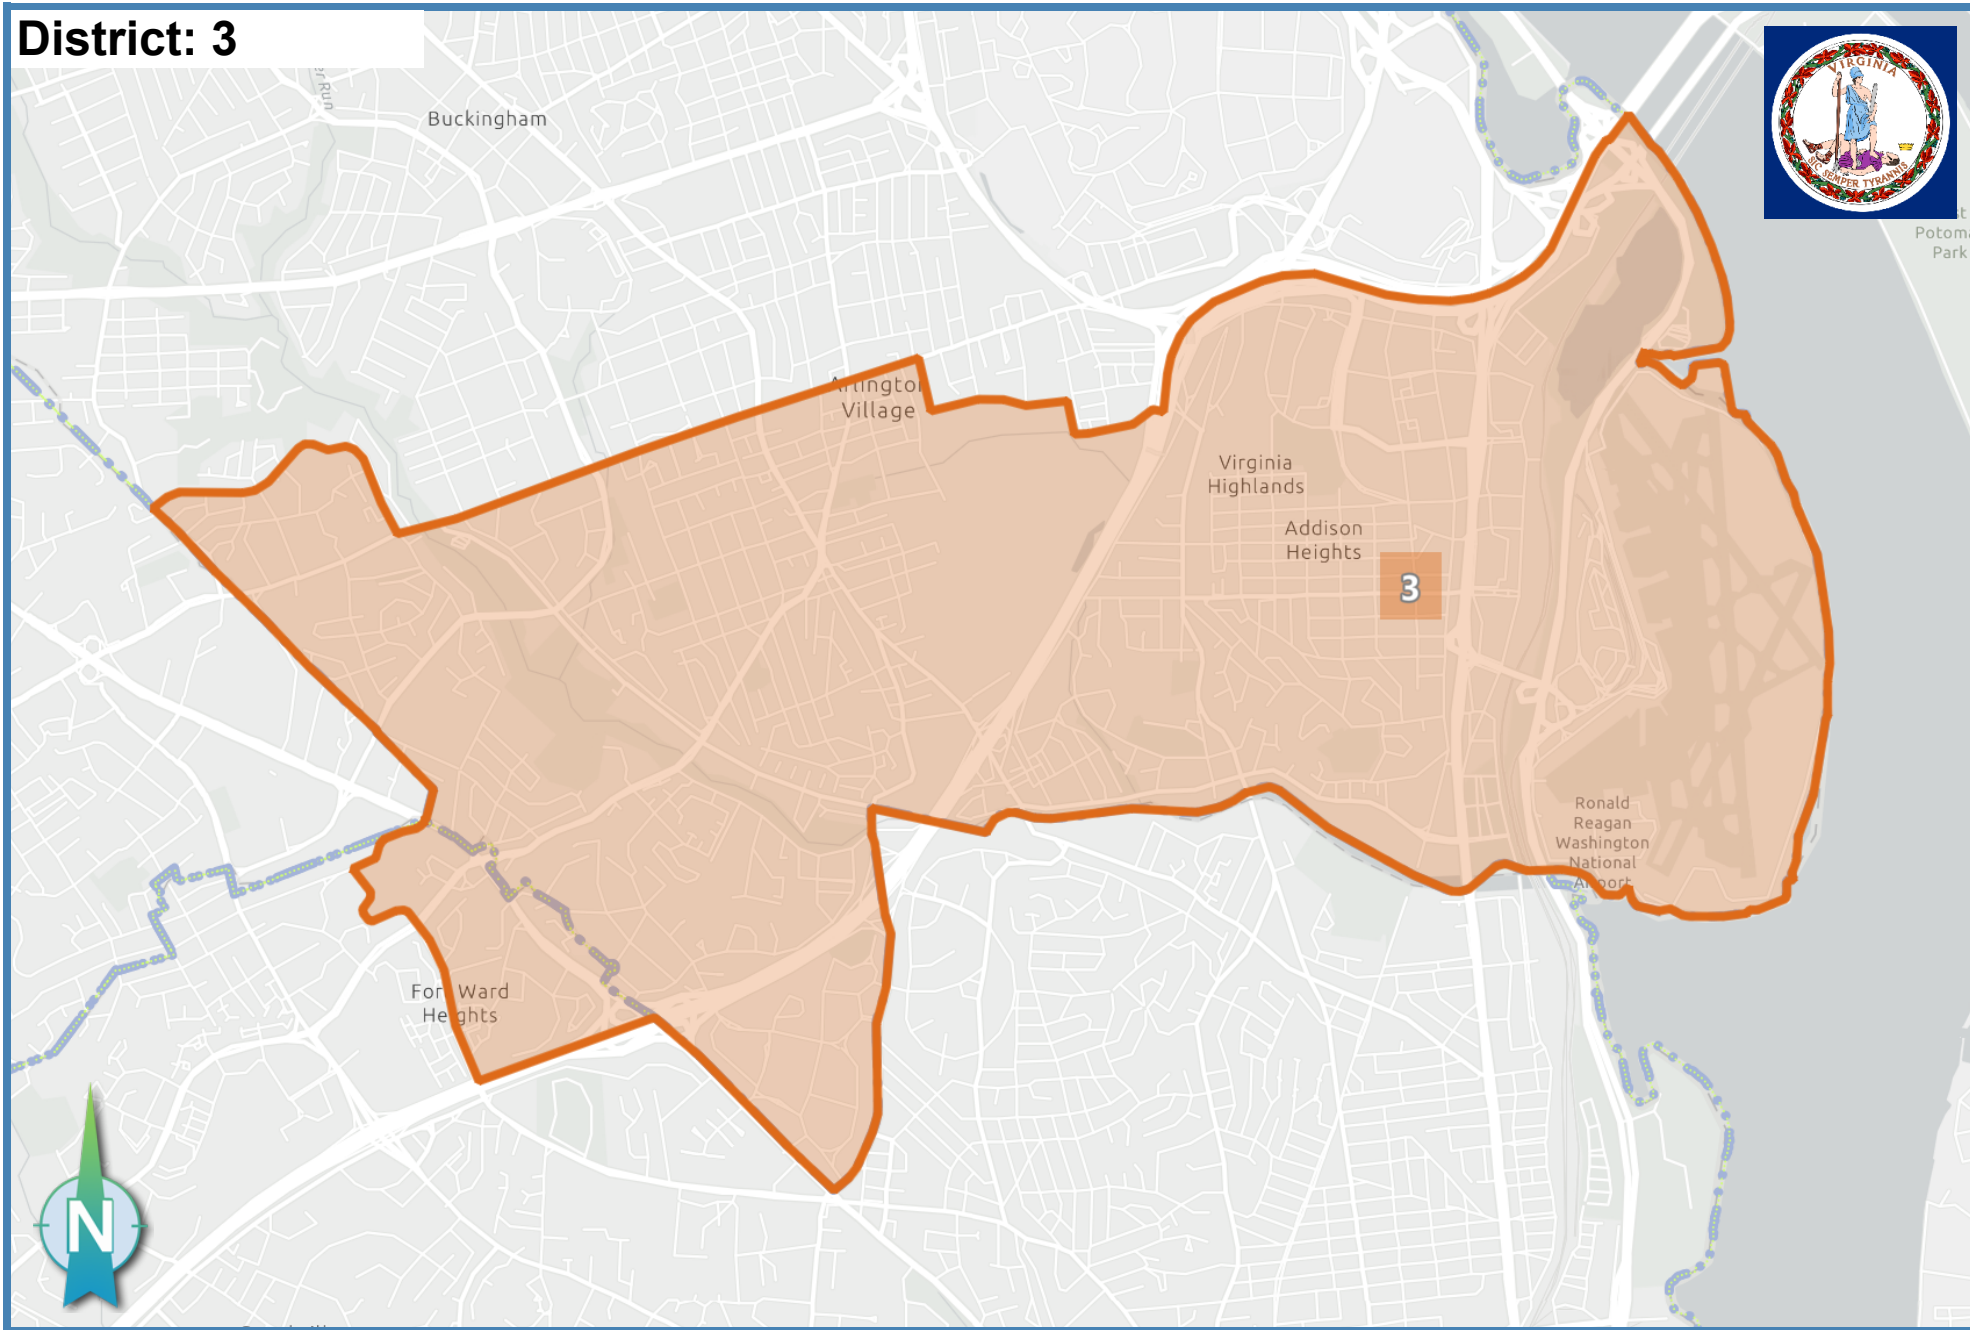 District: 3
Buckingham
VIRGINIA
SIC SEMPER TYRANNIS
Potom
Park
Arlington
Village
Virginia
Highlands
Addison
Heights
3
Ronald
Reagan
Washington
National
Airport
Fort Ward
Heights
N